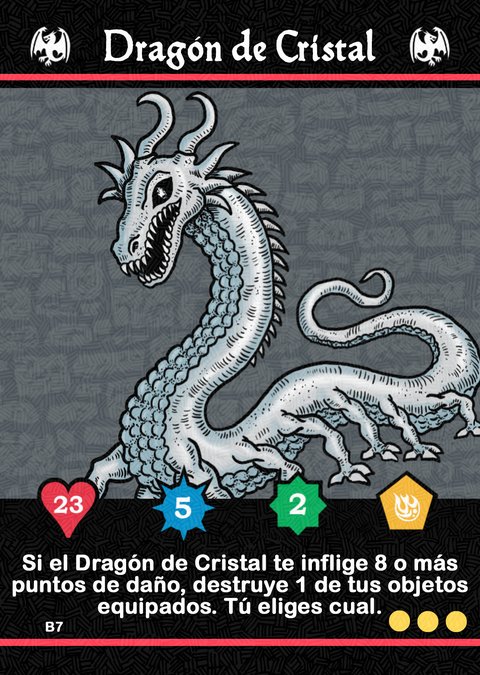 Dragón de Cristal
23
5
2
Si el Dragón de Cristal te inflige 8 o más
puntos de daño, destruye 1 de tus objetos
equipados. Tú eliges cual.
B7